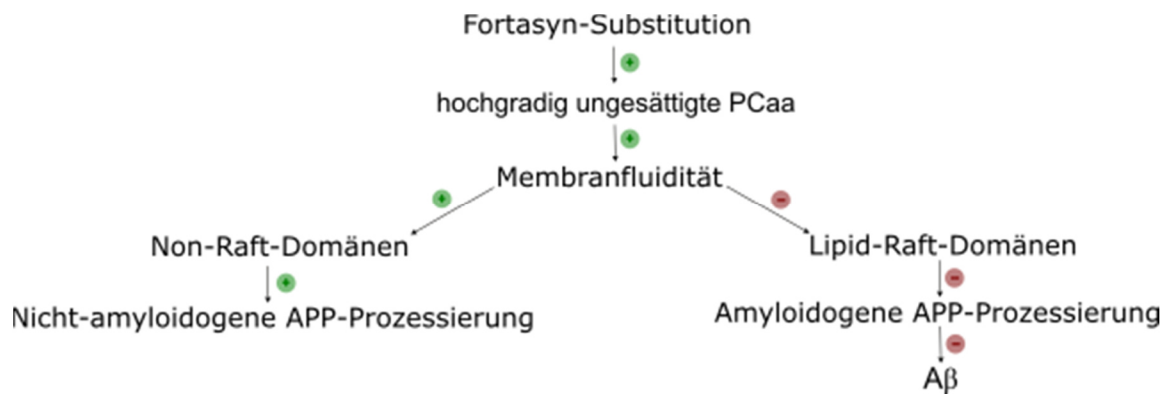 Fortasyn-Substitution
+
hochgradig ungesättigte PCaa
+
Membranfluidität
+
−
Non-Raft-Domänen
Lipid-Raft-Domänen
+
−
Nicht-amyloidogene APP-Prozessierung
Amyloidogene APP-Prozessierung
−
Aβ